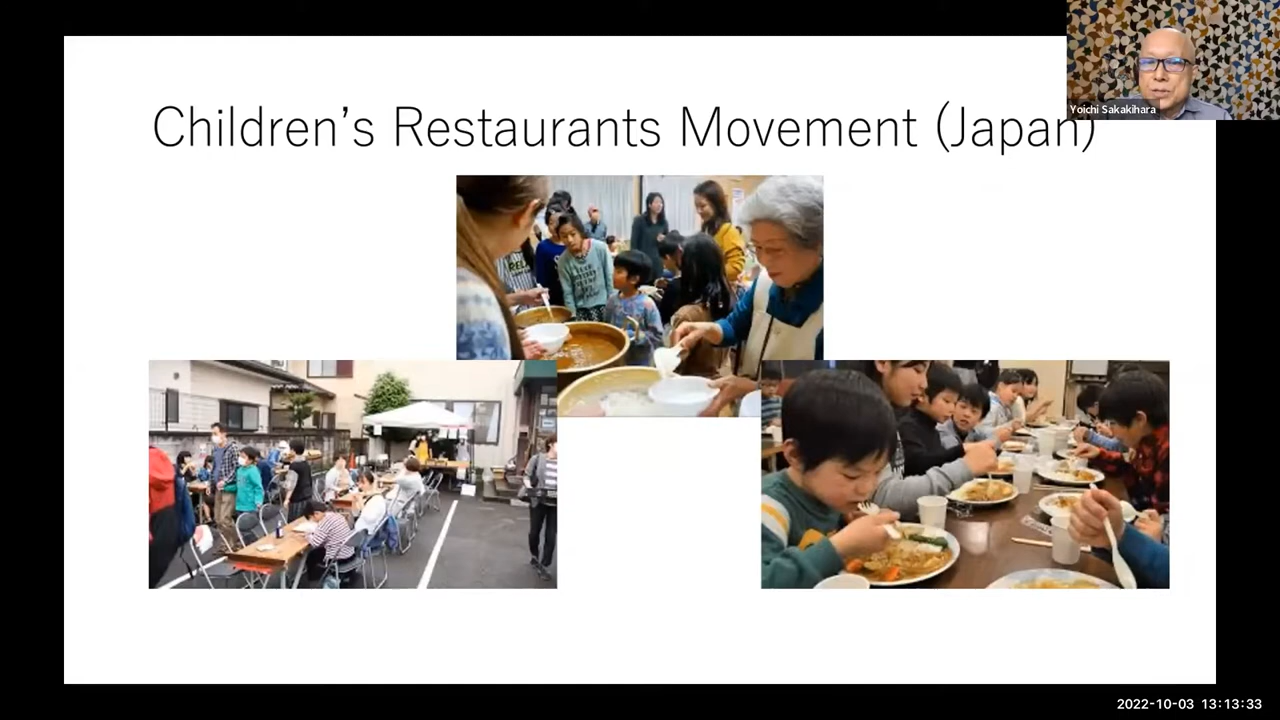 Children's Restaurants Movement (Japan)
Yoichi Sakakihara
2022-10-03 13:13:33